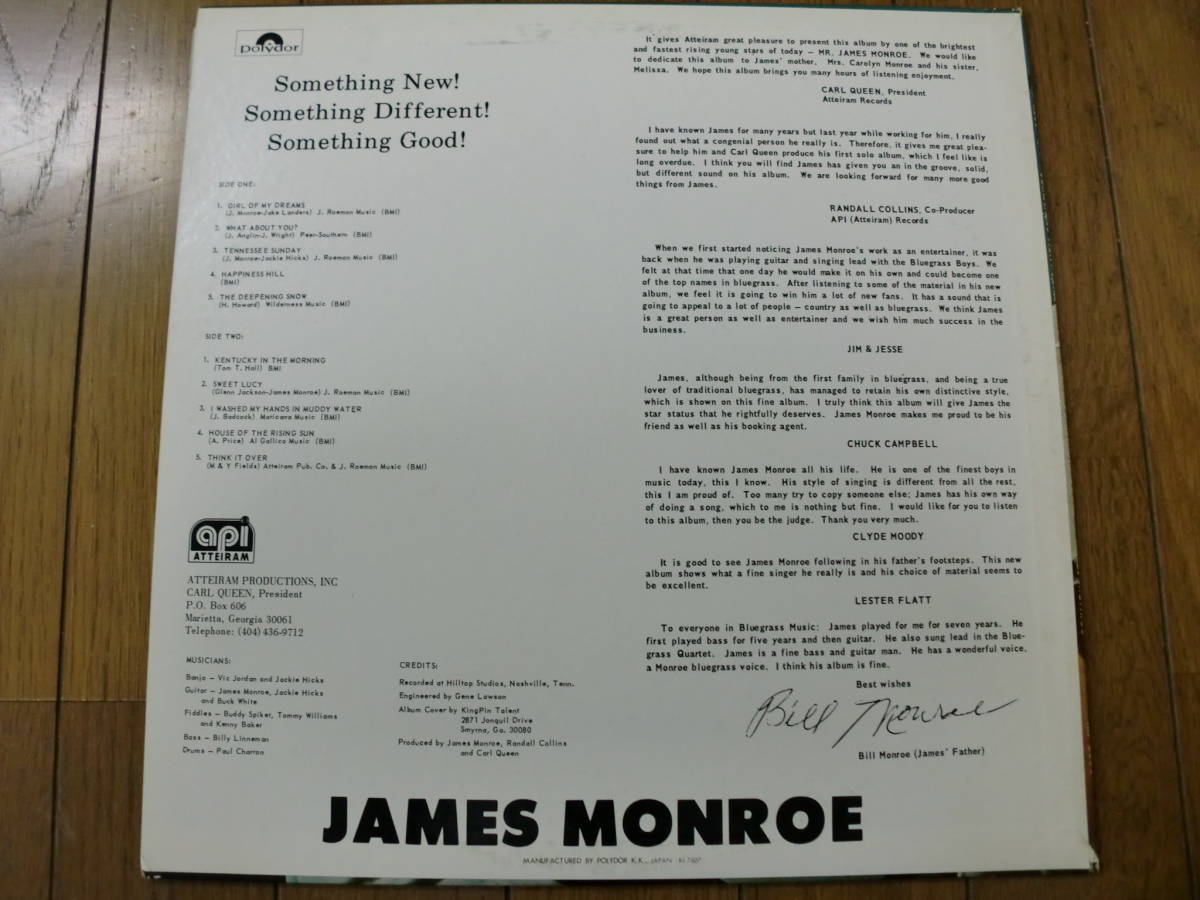 polydor
Something New!
Something Different!
Something Good!
SIDE ONE:
1. GIRL OF MY DREAMS
(J. Monroe-Jake Landers) J. Roeman Music (BMI)
2. WHAT ABOUT YOU?
(J. Anglin-J. Wright) Peer-Southern (BMI)
3. TENNESSEE SUNDAY
(J. Monroe-Jackie Hicks) J. Roeman Music (BMI)
4. HAPPINESS HILL
(BMI)
5. THE DEEPENING SNOW
(H. Howard) Wilderness Music (BMI)
SIDE TWO:
1. KENTUCKY IN THE MORNING
(Tom T. Hall) BMI
2. SWEET LUCY
(Glenn Jackson-James Monroe) J. Roeman Music (BMI)
3. I WASHED MY HANDS IN MUDDY WATER
(J. Babcock) Maricana Music (BMI)
4. HOUSE OF THE RISING SUN
(A. Price) Al Gallico Music (BMI)
5. THINK IT OVER
(M & Y Fields) Atteiram Pub. Co. & J. Roeman Music (BMI)
api
ATTEIRAM
ATTEIRAM PRODUCTIONS, INC
CARL QUEEN, President
P.O. Box 606
Marietta, Georgia 30061
Telephone: (404) 436-9712
MUSICIANS:
Banjo – Vic Jordan and Jackie Hicks
Guitar – James Monroe, Jackie Hicks
and Buck White
Fiddles – Buddy Spiker, Tommy Williams
and Kenny Baker
Bass – Billy Linneman
Drums – Paul Charron
CREDITS:
Recorded at Hilltop Studios, Nashville, Tenn.
Engineered by Gene Lawson
Album Cover by KingPin Talent
2871 Jonquil Drive
Smyrna, Ga. 30080
Produced by James Monroe, Randall Collins
and Carl Queen
It gives Atteiram great pleasure to present this album by one of the brightest
and fastest rising young stars of today – MR. JAMES MONROE. We would like
to dedicate this album to James' mother, Mrs. Carolyn Monroe and his sister,
Melissa. We hope this album brings you many hours of listening enjoyment.
CARL QUEEN, President
Atteiram Records
I have known James for many years but last year while working for him, I really
found out what a congenial person he really is. Therefore, it gives me great plea-
sure to help him and Carl Queen produce his first solo album, which I feel like is
long overdue. I think you will find James has given you an in the groove, solid,
but different sound on his album. We are looking forward for many more good
things from James.
RANDALL COLLINS, Co-Producer
API (Atteiram) Records
When we first started noticing James Monroe's work as an entertainer, it was
back when he was playing guitar and singing lead with the Bluegrass Boys. We
felt at that time that one day he would make it on his own and could become one
of the top names in bluegrass. After listening to some of the material in his new
album, we feel it is going to win him a lot of new fans. It has a sound that is
going to appeal to a lot of people – country as well as bluegrass. We think James
is a great person as well as entertainer and we wish him much success in the
business.
JIM & JESSE
James, although being from the first family in bluegrass, and being a true
lover of traditional bluegrass, has managed to retain his own distinctive style,
which is shown on this fine album. I truly think this album will give James the
star status that he rightfully deserves. James Monroe makes me proud to be his
friend as well as his booking agent.
CHUCK CAMPBELL
I have known James Monroe all his life. He is one of the finest boys in
music today, this I know. His style of singing is different from all the rest,
this I am proud of. Too many try to copy someone else; James has his own way
of doing a song, which to me is nothing but fine. I would like for you to listen
to this album, then you be the judge. Thank you very much.
CLYDE MOODY
It is good to see James Monroe following in his father's footsteps. This new
album shows what a fine singer he really is and his choice of material seems to
be excellent.
LESTER FLATT
To everyone in Bluegrass Music: James played for me for seven years. He
first played bass for five years and then guitar. He also sung lead in the Blue-
grass Quartet. James is a fine bass and guitar man. He has a wonderful voice,
a Monroe bluegrass voice. I think his album is fine.
Best wishes
Bill Monroe
Bill Monroe (James' Father)
JAMES MONROE
MANUFACTURED BY POLYDOR K.K., JAPAN